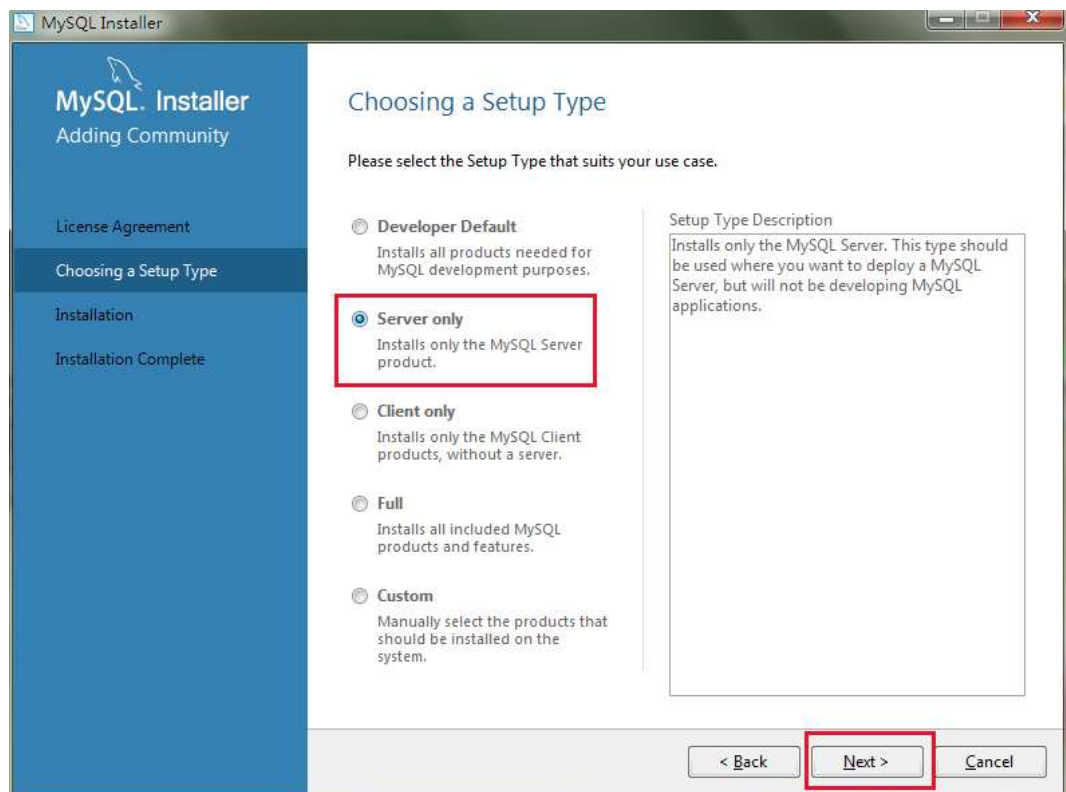 MySQL Installer
MySQL. Installer
Adding Community
License Agreement
Choosing a Setup Type
Installation
Installation Complete
Choosing a Setup Type
Please select the Setup Type that suits your use case.
Developer Default
Installs all products needed for
MySQL development purposes.
Server only
Installs only the MySQL Server
product.
Client only
Installs only the MySQL Client
products, without a server.
Full
Installs all included MySQL
products and features.
Custom
Manually select the products that
should be installed on the
system.
Setup Type Description
Installs only the MySQL Server. This type should
be used where you want to deploy a MySQL
Server, but will not be developing MySQL
applications.
< Back
Next >
Cancel